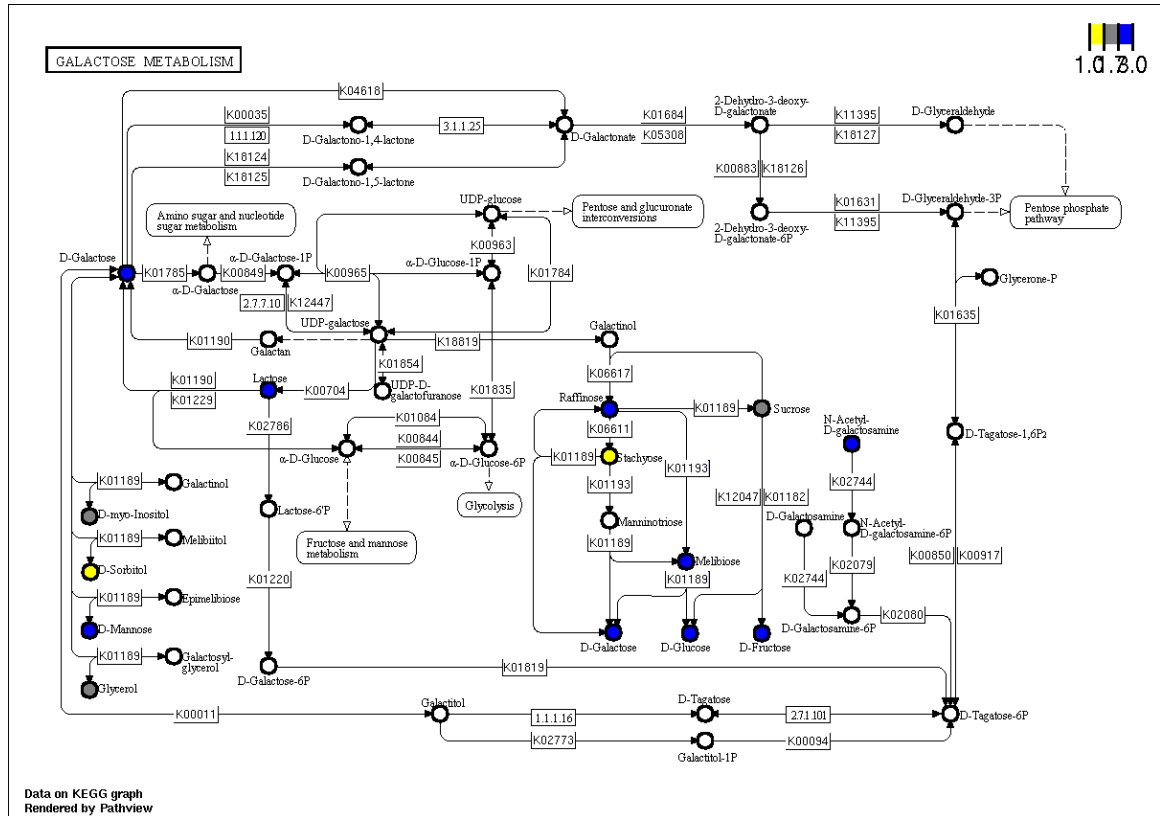 GALACTOSE METABOLISM
K04618
K00035
1.1.1.120
D-Galactono-1,4-lactone
3.1.1.25
D-Galactonate
K01684
K05308
2-Dehydro-3-deoxy-
D-galactonate
K11395
K18127
D-Glyceraldehyde
K18124
K18125
D-Galactono-1,5-lactone
K00883
K18126
UDP-glucose
Pentose and glucuronate
interconversions
Amino sugar and nucleotide
sugar metabolism
2-Dehydro-3-deoxy-
D-galactonate-6P
K01631
K11395
D-Glyceraldehyde-3P
Pentose phosphate
pathway
D-Galactose
K01785
α-D-Galactose
K00849
α-D-Galactose-1P
K00965
α-D-Glucose-1P
K00963
K01784
Glycerone-P
2.7.7.10
K12447
UDP-galactose
K01635
K01190
Galactan
K18819
Galactinol
K01854
UDP-D-
galactofuranose
K01190
K01229
Lactose
K00704
K01835
K06617
Raffinose
K01189
Sucrose
N-Acetyl-
D-galactosamine
D-Tagatose-1,6P2
K02786
K01084
K00844
K00845
α-D-Glucose
α-D-Glucose-6P
K06611
K01189
Stachyose
K01193
K01193
K02744
K01189
Galactinol
Glycolysis
K12047
K01182
D-myo-Inositol
Lactose-6'P
Manninotriose
D-Galactosamine
N-Acetyl-
D-galactosamine-6P
K01189
Melibiitol
Fructose and mannose
metabolism
K01189
Melibiose
K00850
K00917
D-Sorbitol
K01220
K01189
K02744
K02079
K01189
Epimelibiose
K02080
D-Galactosamine-6P
D-Mannose
D-Galactose
D-Glucose
D-Fructose
K01189
Galactosyl-
glycerol
Glycerol
D-Galactose-6P
K01819
K00011
Galactitol
1.1.1.16
D-Tagatose
2.7.1.101
D-Tagatose-6P
K02773
Galactitol-1P
K00094
Data on KEGG graph
Rendered by Pathview